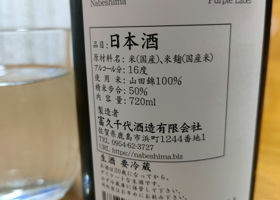 Nabeshima Purple Label
品目：日本酒
原材料名：米(国産)、米麹(国産米)
アルコール分：16度
使用米：山田錦100%
精米歩合：50%
内容量：720ml
製造者
富久千代酒造有限会社
佐賀県鹿島市浜町1244番地1
TEL 0954-62-3727
URL https://nabeshima.biz
生酒 要冷蔵